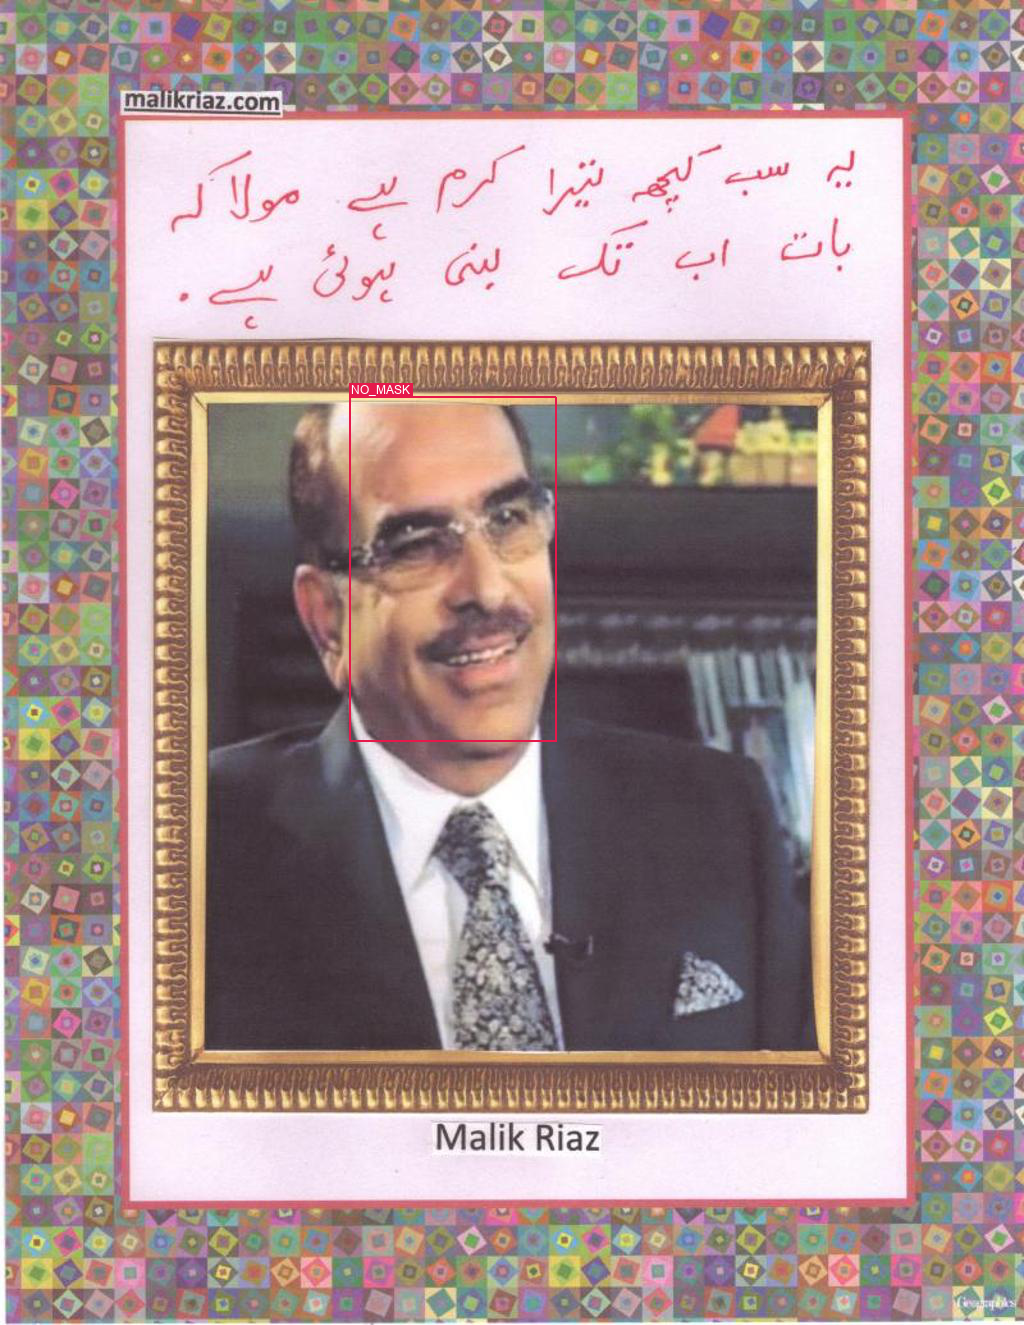 malikriaz.com
یہ سب کچھ تیرا کرم ہے مولا کہ
بات اب تک بنی ہوئی ہے۔
NO_MASK
Malik Riaz